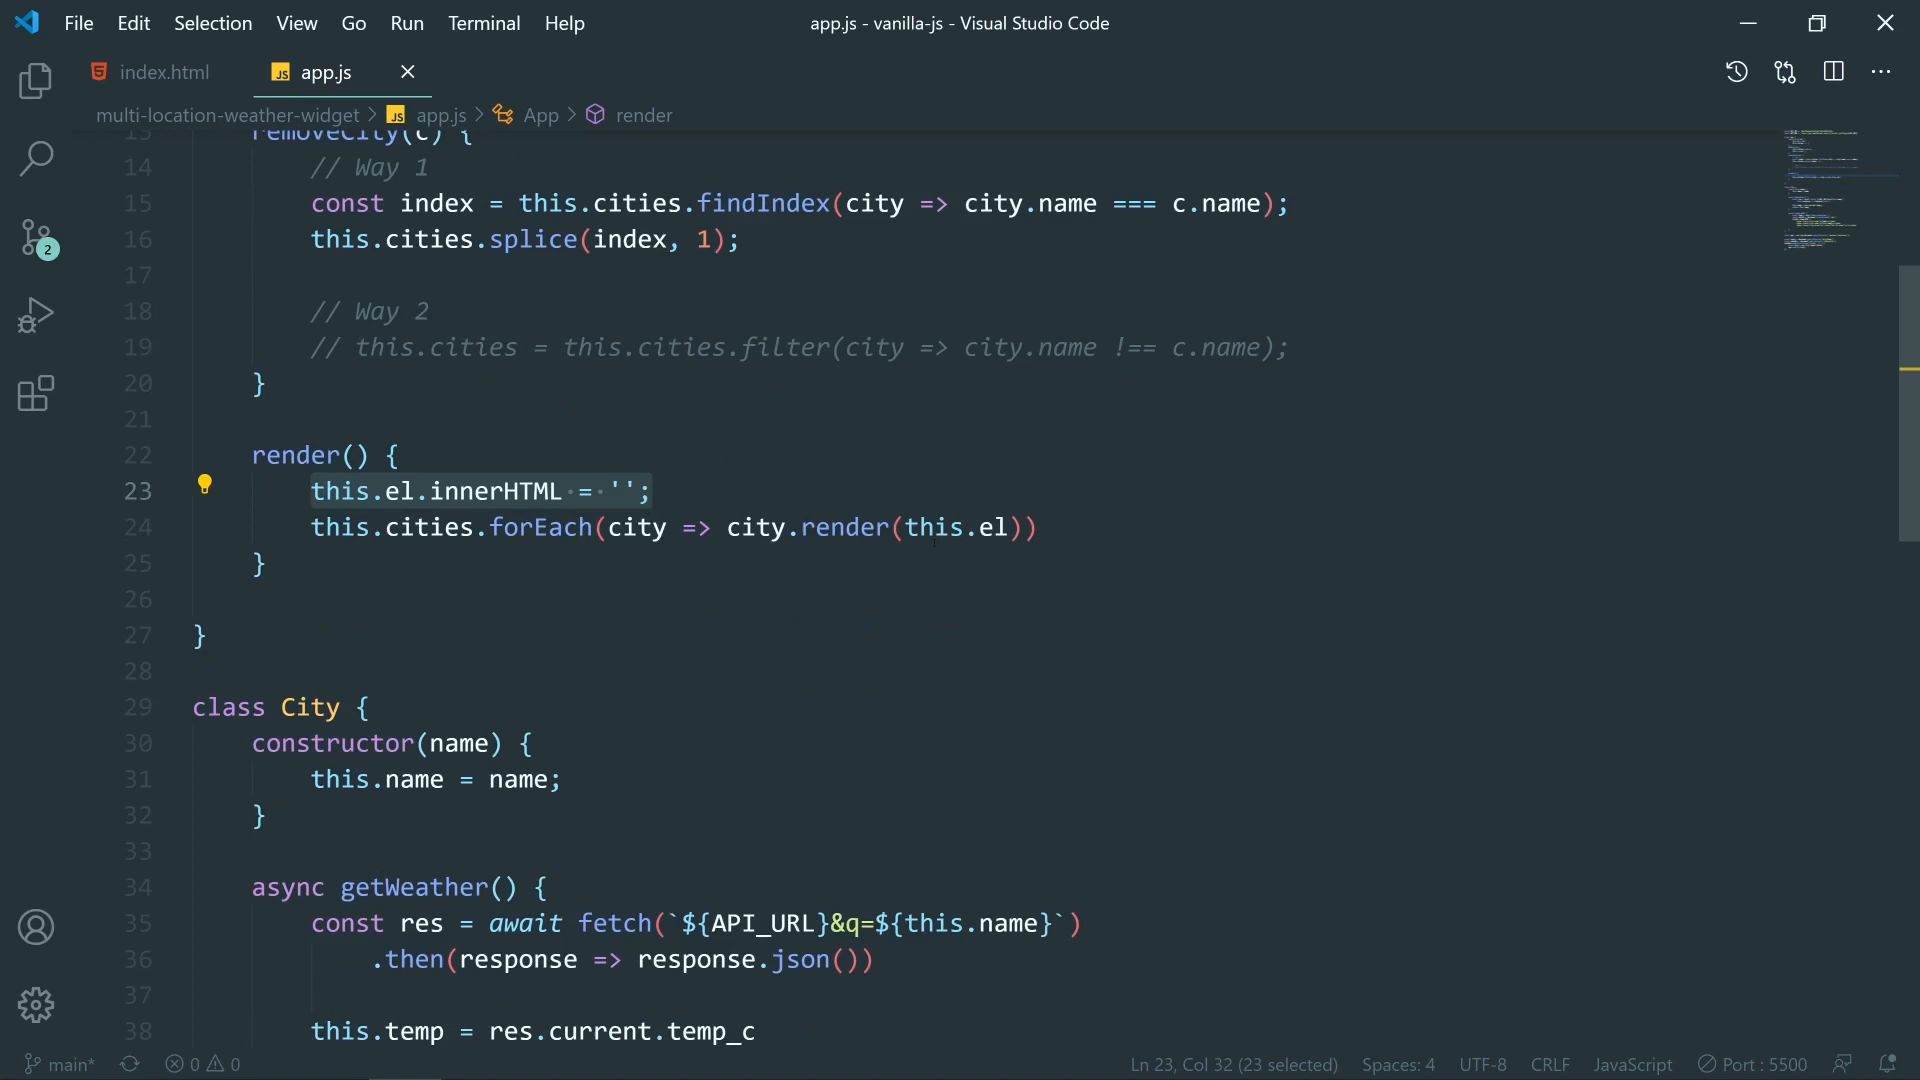 File Edit Selection View Go Run Terminal Help app.js - vanilla-js - Visual Studio Code
index.html app.js
multi-location-weather-widget > app.js > App > render
13 removeCity(c) {
14 // Way 1
15 const index = this.cities.findIndex(city => city.name === c.name);
16 this.cities.splice(index, 1);
17
18 // Way 2
19 // this.cities = this.cities.filter(city => city.name !== c.name);
20 }
21
22 render() {
23 this.el.innerHTML = '';
24 this.cities.forEach(city => city.render(this.el))
25 }
26
27 }
28
29 class City {
30 constructor(name) {
31 this.name = name;
32 }
33
34 async getWeather() {
35 const res = await fetch(`${API_URL}&q=${this.name}`)
36 .then(response => response.json())
37
38 this.temp = res.current.temp_c
2
main* 0 0 Ln 23, Col 32 (23 selected) Spaces: 4 UTF-8 CRLF JavaScript Port : 5500